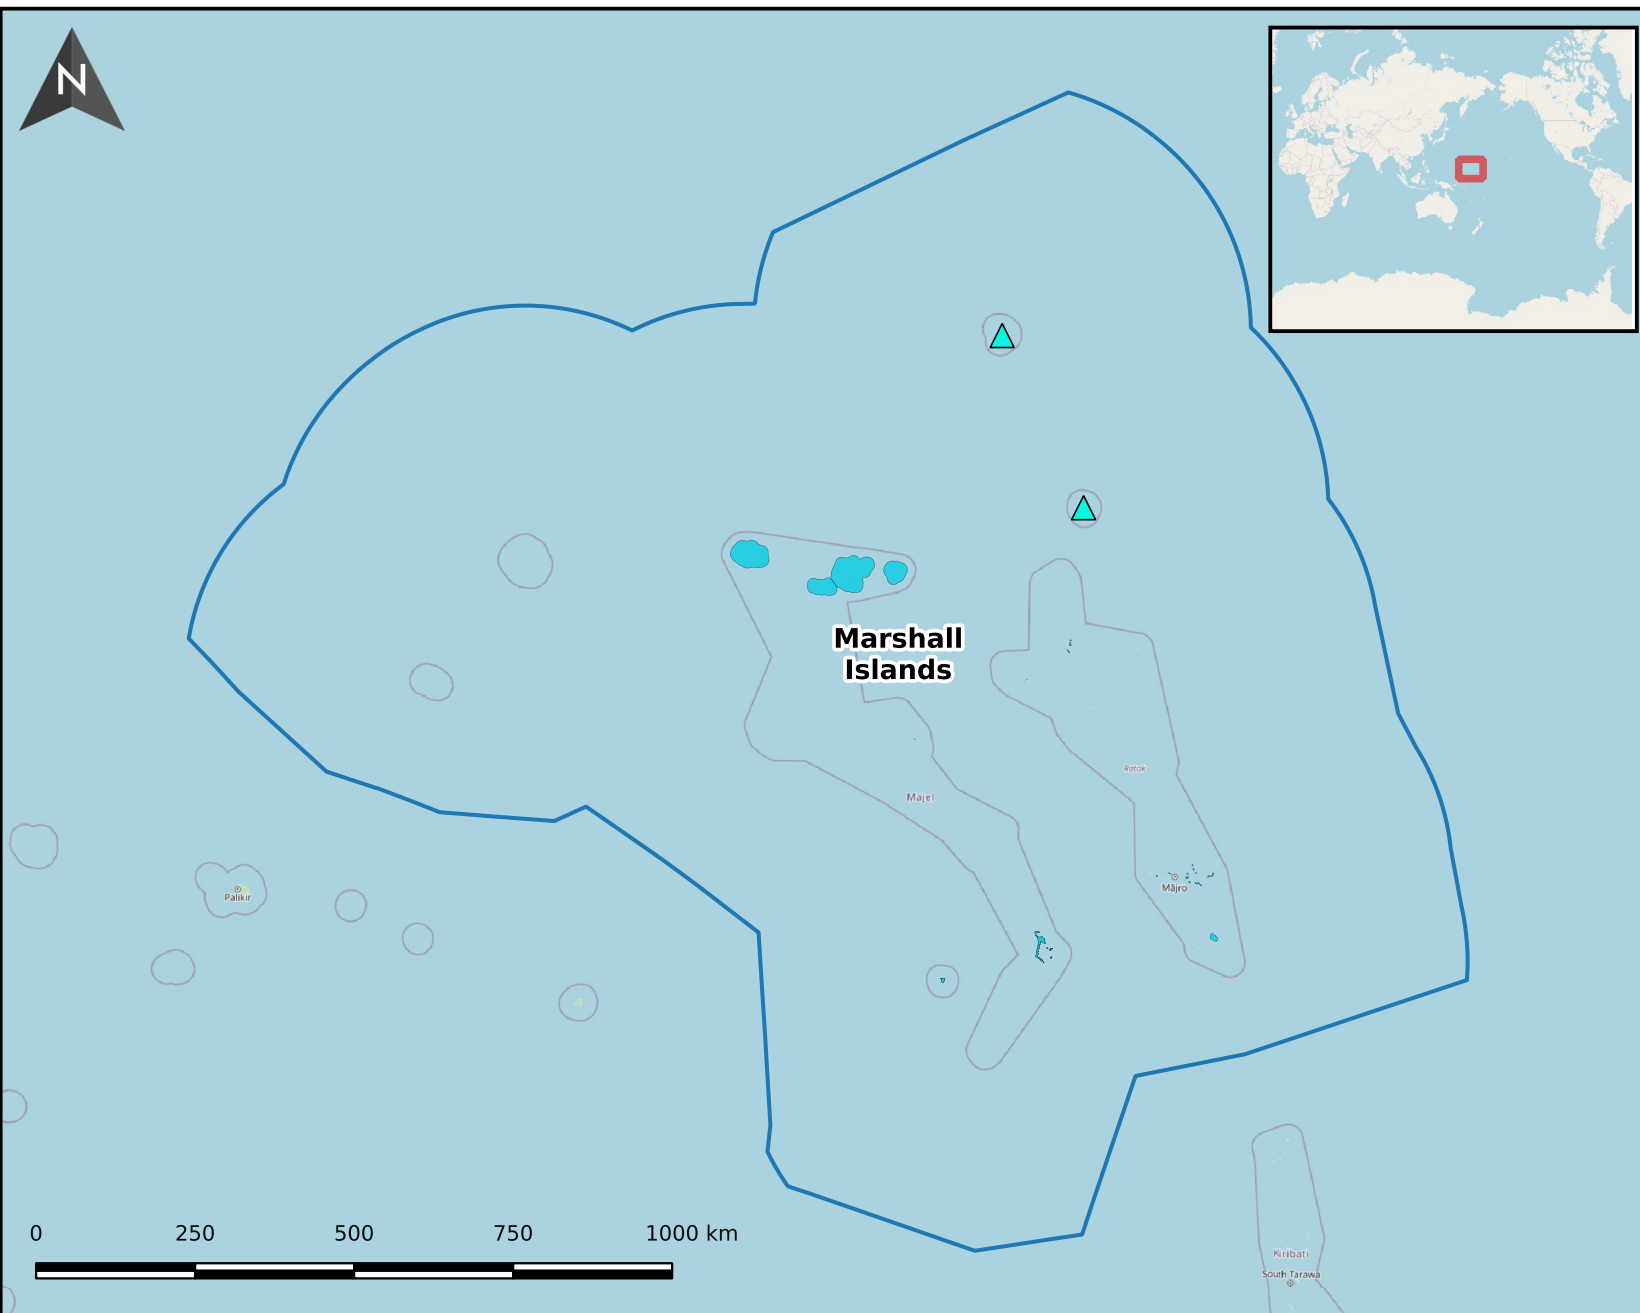 N
Marshall
Islands
Ratak
Majel
Mājro
Palikir
0 250 500 750 1000 km
Kiribati
South Tarawa